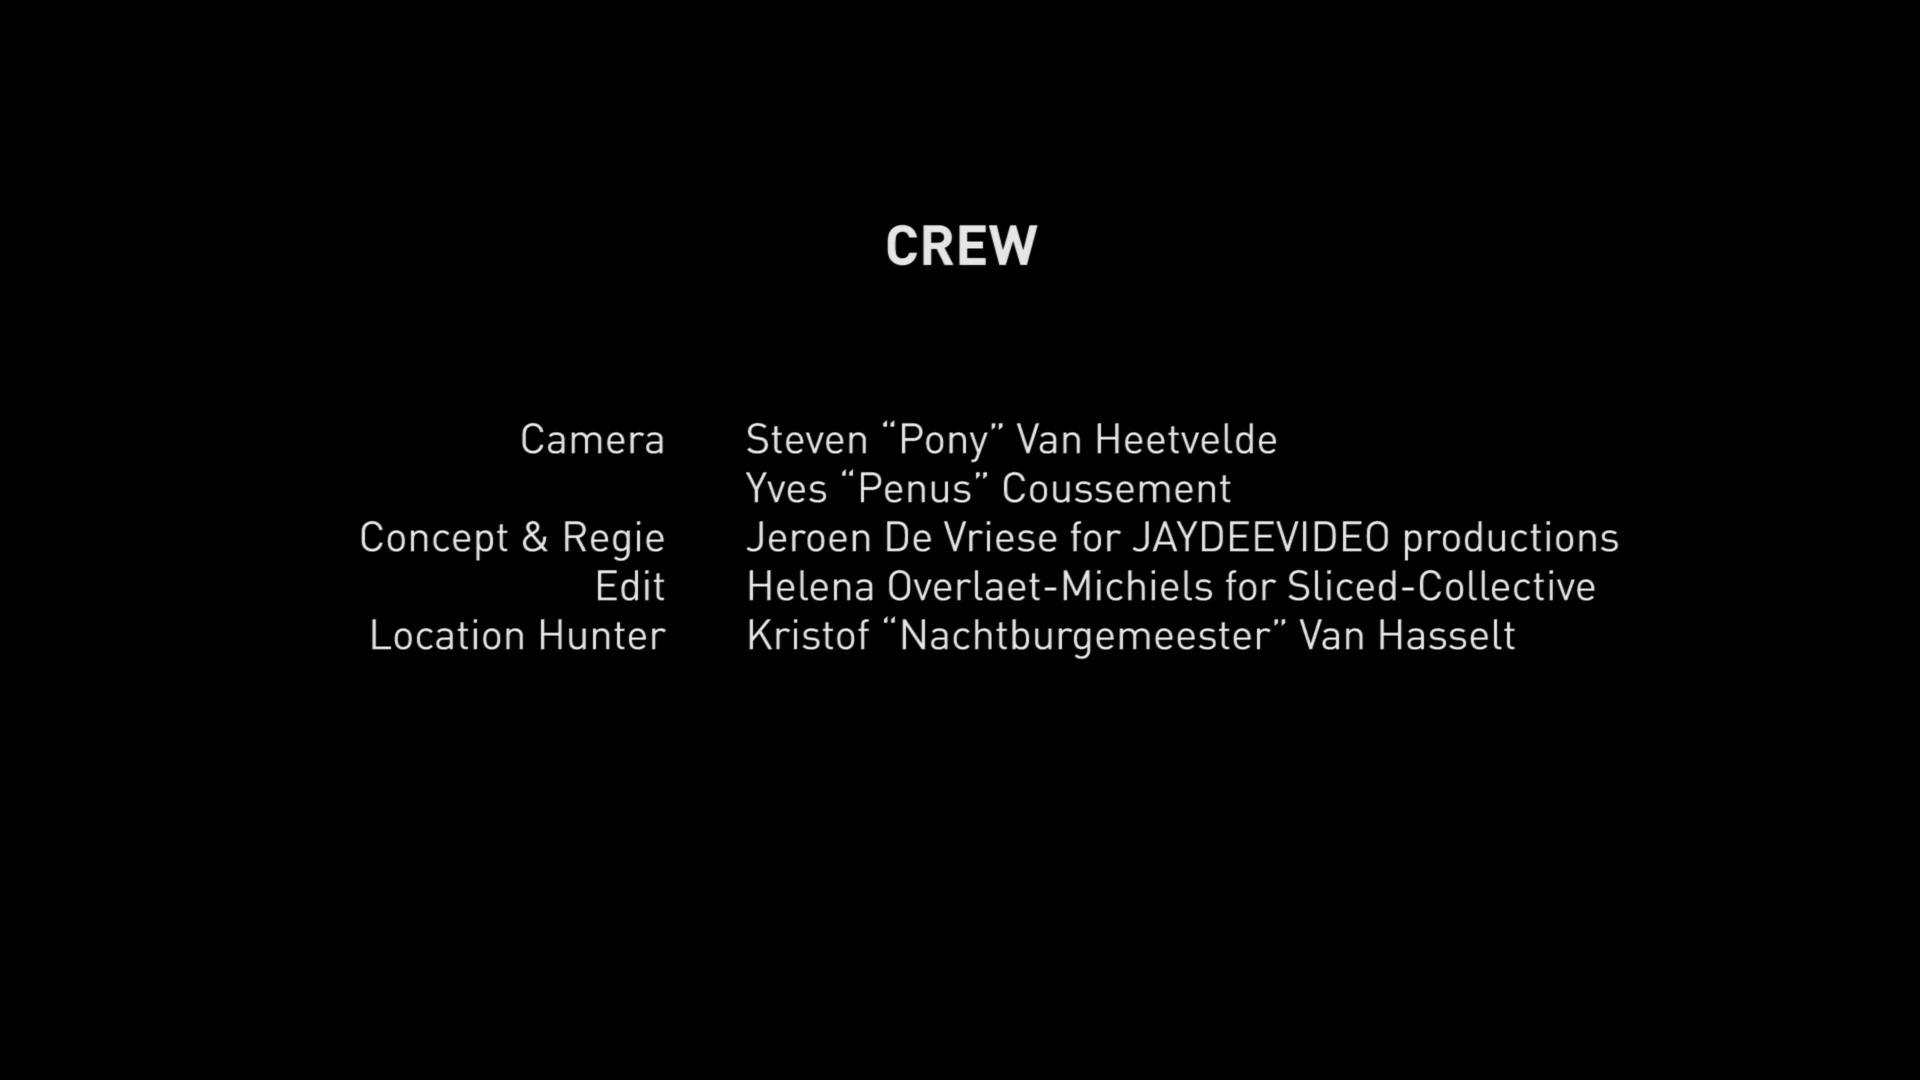 CREW
Camera Steven “Pony” Van Heetvelde
Yves “Penus” Coussement
Concept & Regie Jeroen De Vriese for JAYDEEVIDEO productions
Edit Helena Overlaet-Michiels for Sliced-Collective
Location Hunter Kristof “Nachtburgemeester” Van Hasselt